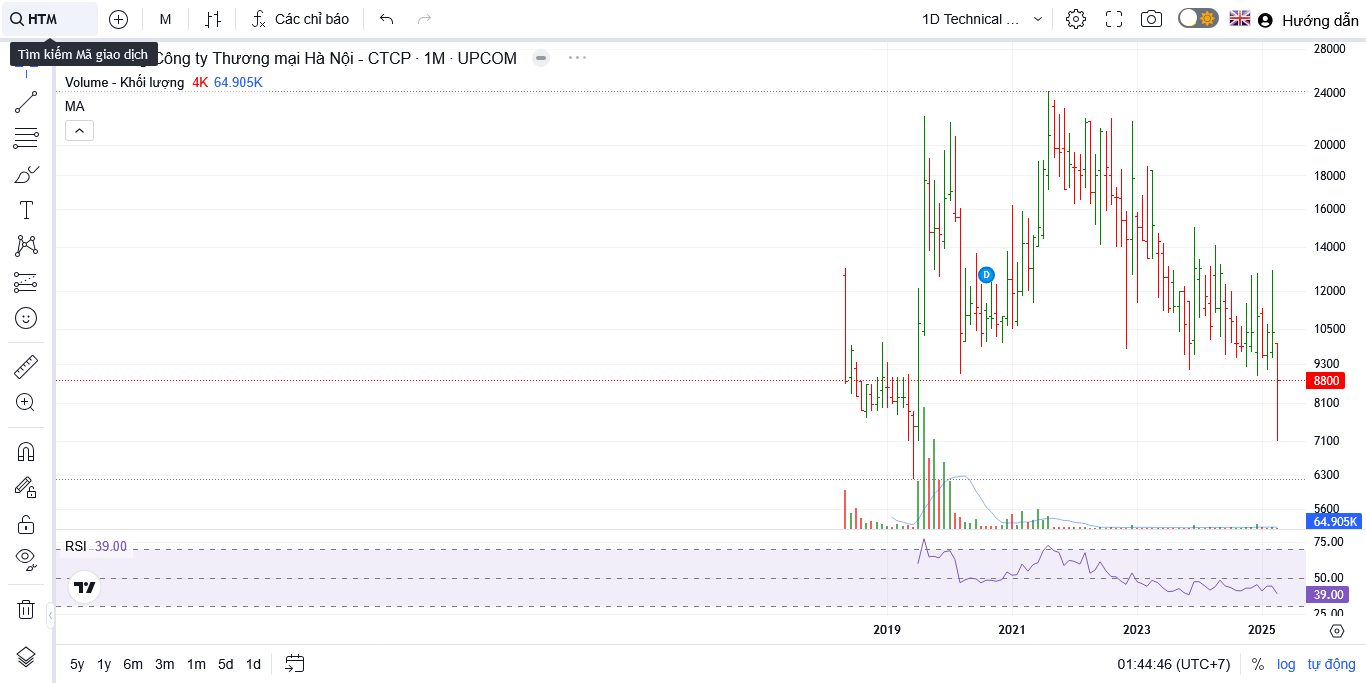 HTM
M
Các chỉ báo
1D Technical ...
Hướng dẫn
Tìm kiếm Mã giao dịch
Công ty Thương mại Hà Nội - CTCP · 1M · UPCOM
Volume - Khối lượng 4K 64.905K
MA
28000
24000
20000
18000
16000
14000
12000
10500
9300
8800
8100
7100
6300
5600
64.905K
D
RSI 39.00
75.00
50.00
39.00
25.00
2019 2021 2023 2025
5y 1y 6m 3m 1m 5d 1d
01:44:46 (UTC+7) % log tự động